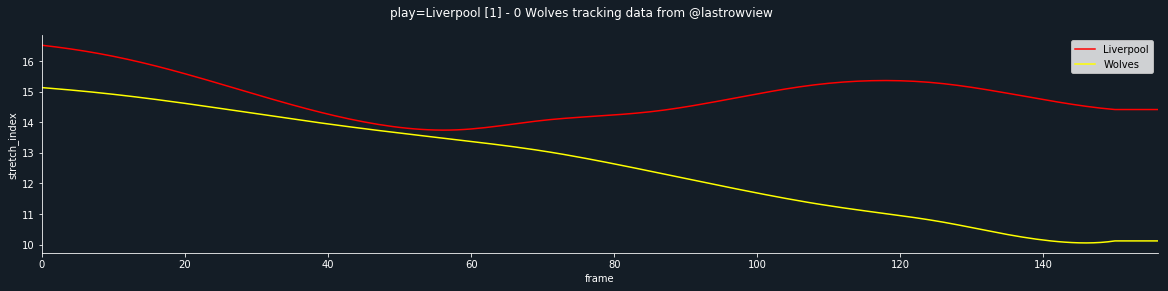 play=Liverpool [1] - 0 Wolves tracking data from @lastrowview
Liverpool
Wolves
stretch_index
16
15
14
13
12
11
10
0 20 40 60 80 100 120 140
frame